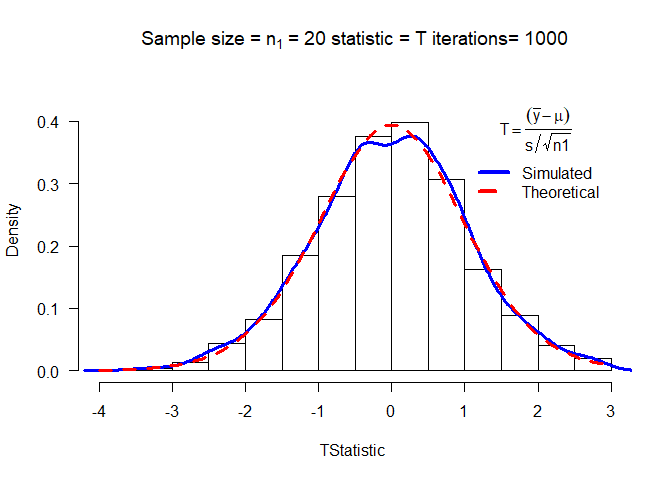 Sample size = n₁ = 20 statistic = T iterations= 1000
T = (y̅ − μ) / s/√n1
Simulated
Theoretical
Density
0.4
0.3
0.2
0.1
0.0
-4 -3 -2 -1 0 1 2 3
TStatistic